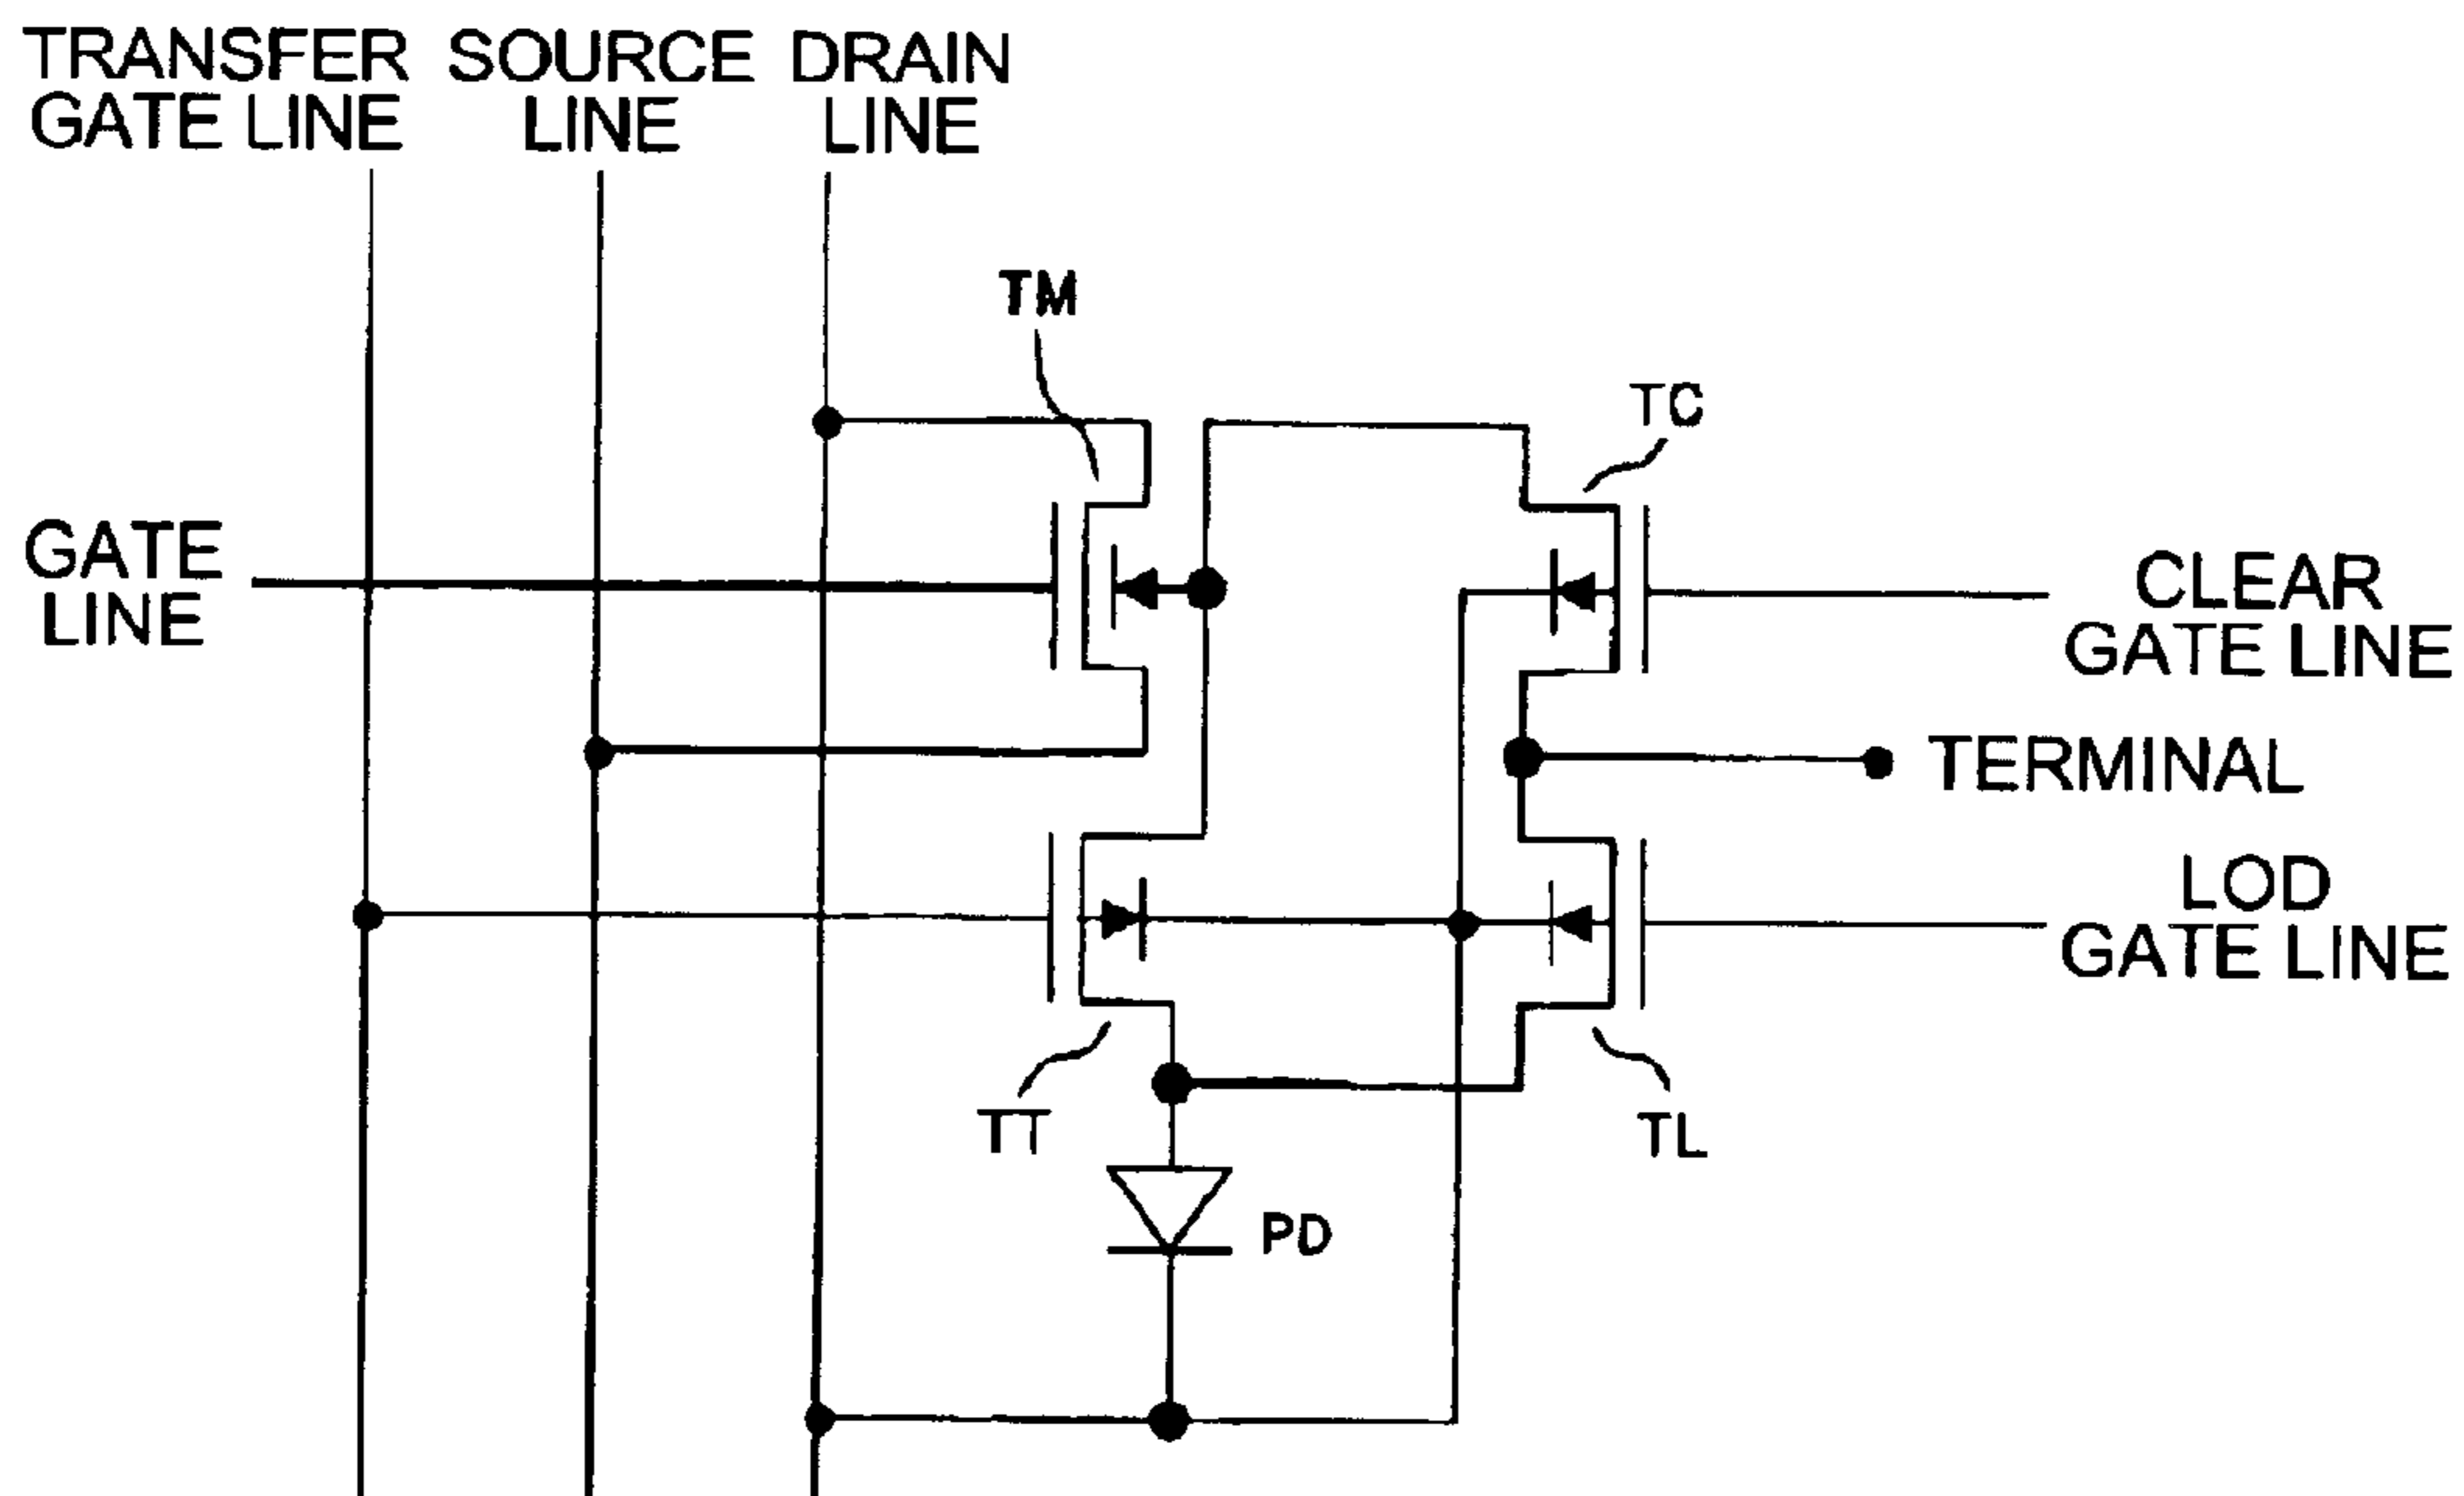 TRANSFER
GATE LINE
SOURCE
LINE
DRAIN
LINE
TM
TC
GATE
LINE
CLEAR
GATE LINE
TERMINAL
LOD
GATE LINE
TT
TL
PD